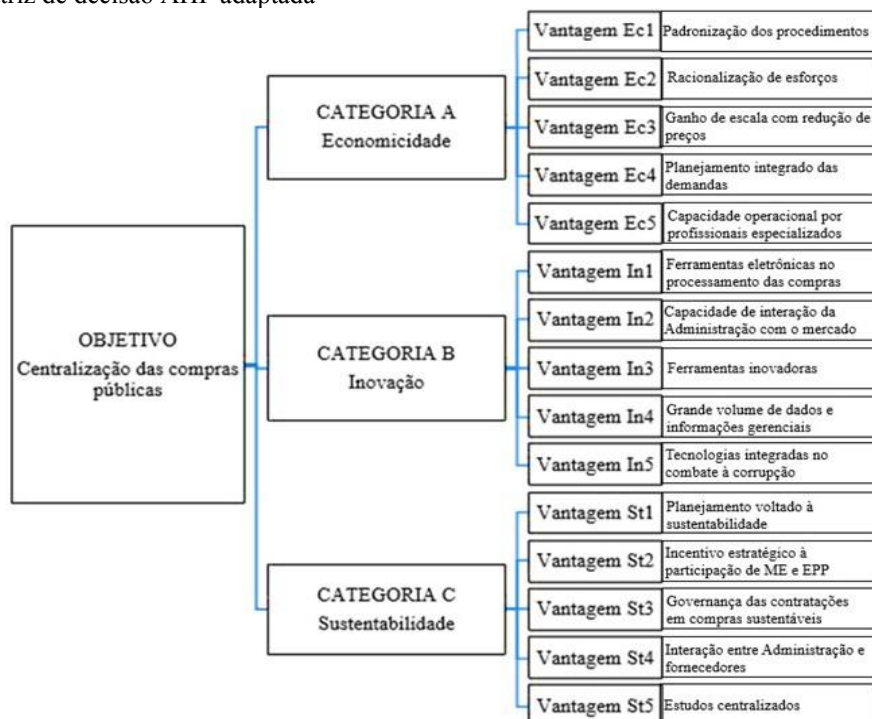 triz de decisão AHP adaptada
OBJETIVO
Centralização das compras
públicas
CATEGORIA A
Economicidade
Vantagem Ec1 Padronização dos procedimentos
Vantagem Ec2 Racionalização de esforços
Vantagem Ec3 Ganho de escala com redução de
preços
Vantagem Ec4 Planejamento integrado das
demandas
Vantagem Ec5 Capacidade operacional por
profissionais especializados
CATEGORIA B
Inovação
Vantagem In1 Ferramentas eletrônicas no
processamento das compras
Vantagem In2 Capacidade de interação da
Administração com o mercado
Vantagem In3 Ferramentas inovadoras
Vantagem In4 Grande volume de dados e
informações gerenciais
Vantagem In5 Tecnologias integradas no
combate à corrupção
CATEGORIA C
Sustentabilidade
Vantagem St1 Planejamento voltado à
sustentabilidade
Vantagem St2 Incentivo estratégico à
participação de ME e EPP
Vantagem St3 Governança das contratações
em compras sustentáveis
Vantagem St4 Interação entre Administração e
fornecedores
Vantagem St5 Estudos centralizados